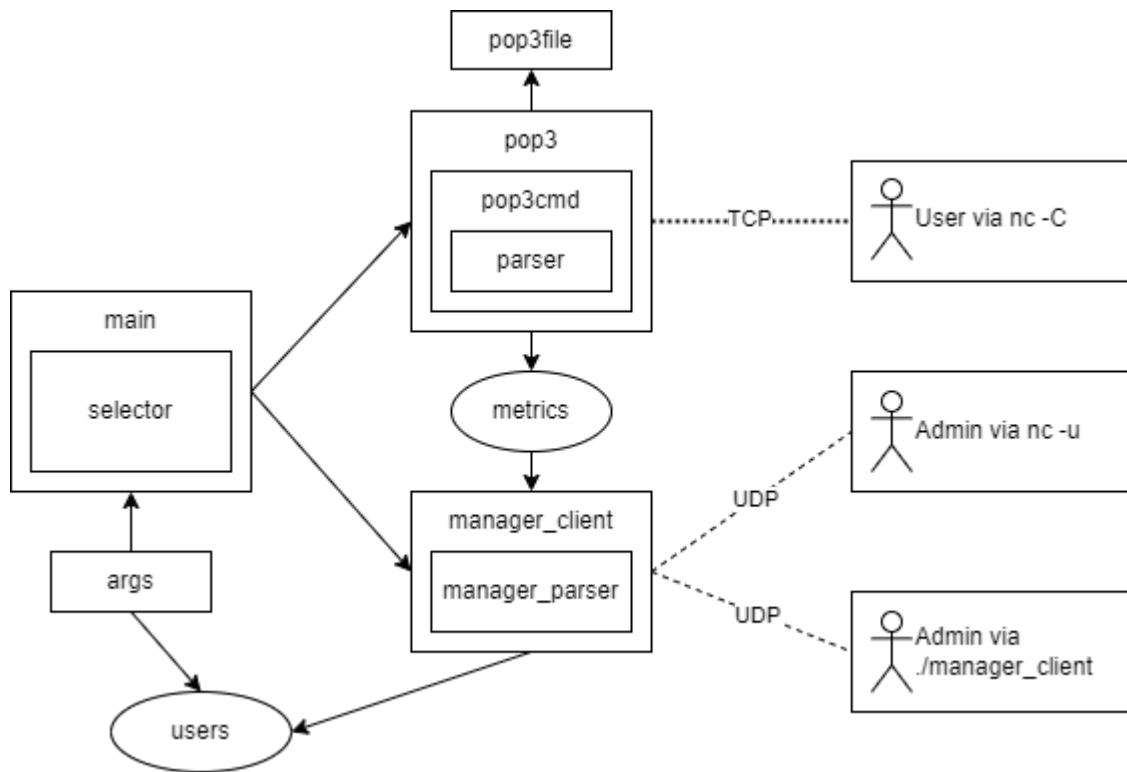 pop3file
pop3
pop3cmd
parser
TCP
User via nc -C
main
selector
metrics
Admin via nc -u
UDP
manager_client
manager_parser
args
UDP
Admin via
./manager_client
users